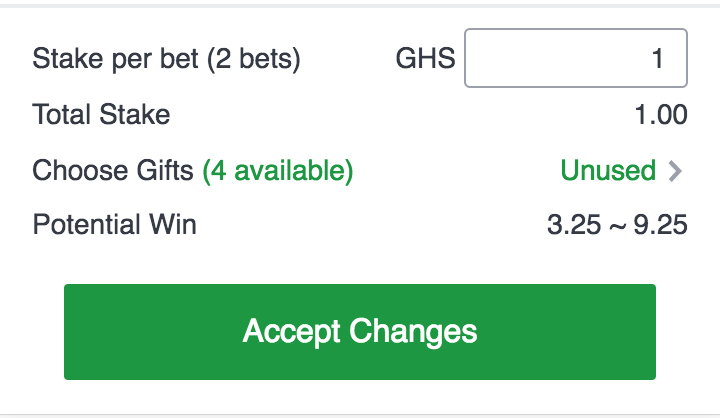 Stake per bet (2 bets) GHS 1
Total Stake 1.00
Choose Gifts (4 available) Unused >
Potential Win 3.25 ~ 9.25
Accept Changes